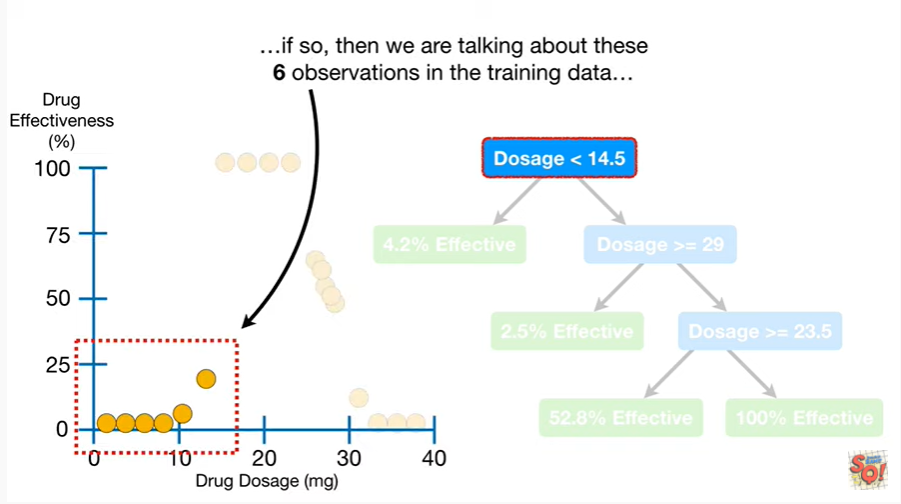 …if so, then we are talking about these
6 observations in the training data…
Drug
Effectiveness
(%)
100
75
50
25
0
0 10 20 30 40
Drug Dosage (mg)
Dosage < 14.5
4.2% Effective
Dosage >= 29
2.5% Effective
Dosage >= 23.5
52.8% Effective
100% Effective
SQ!